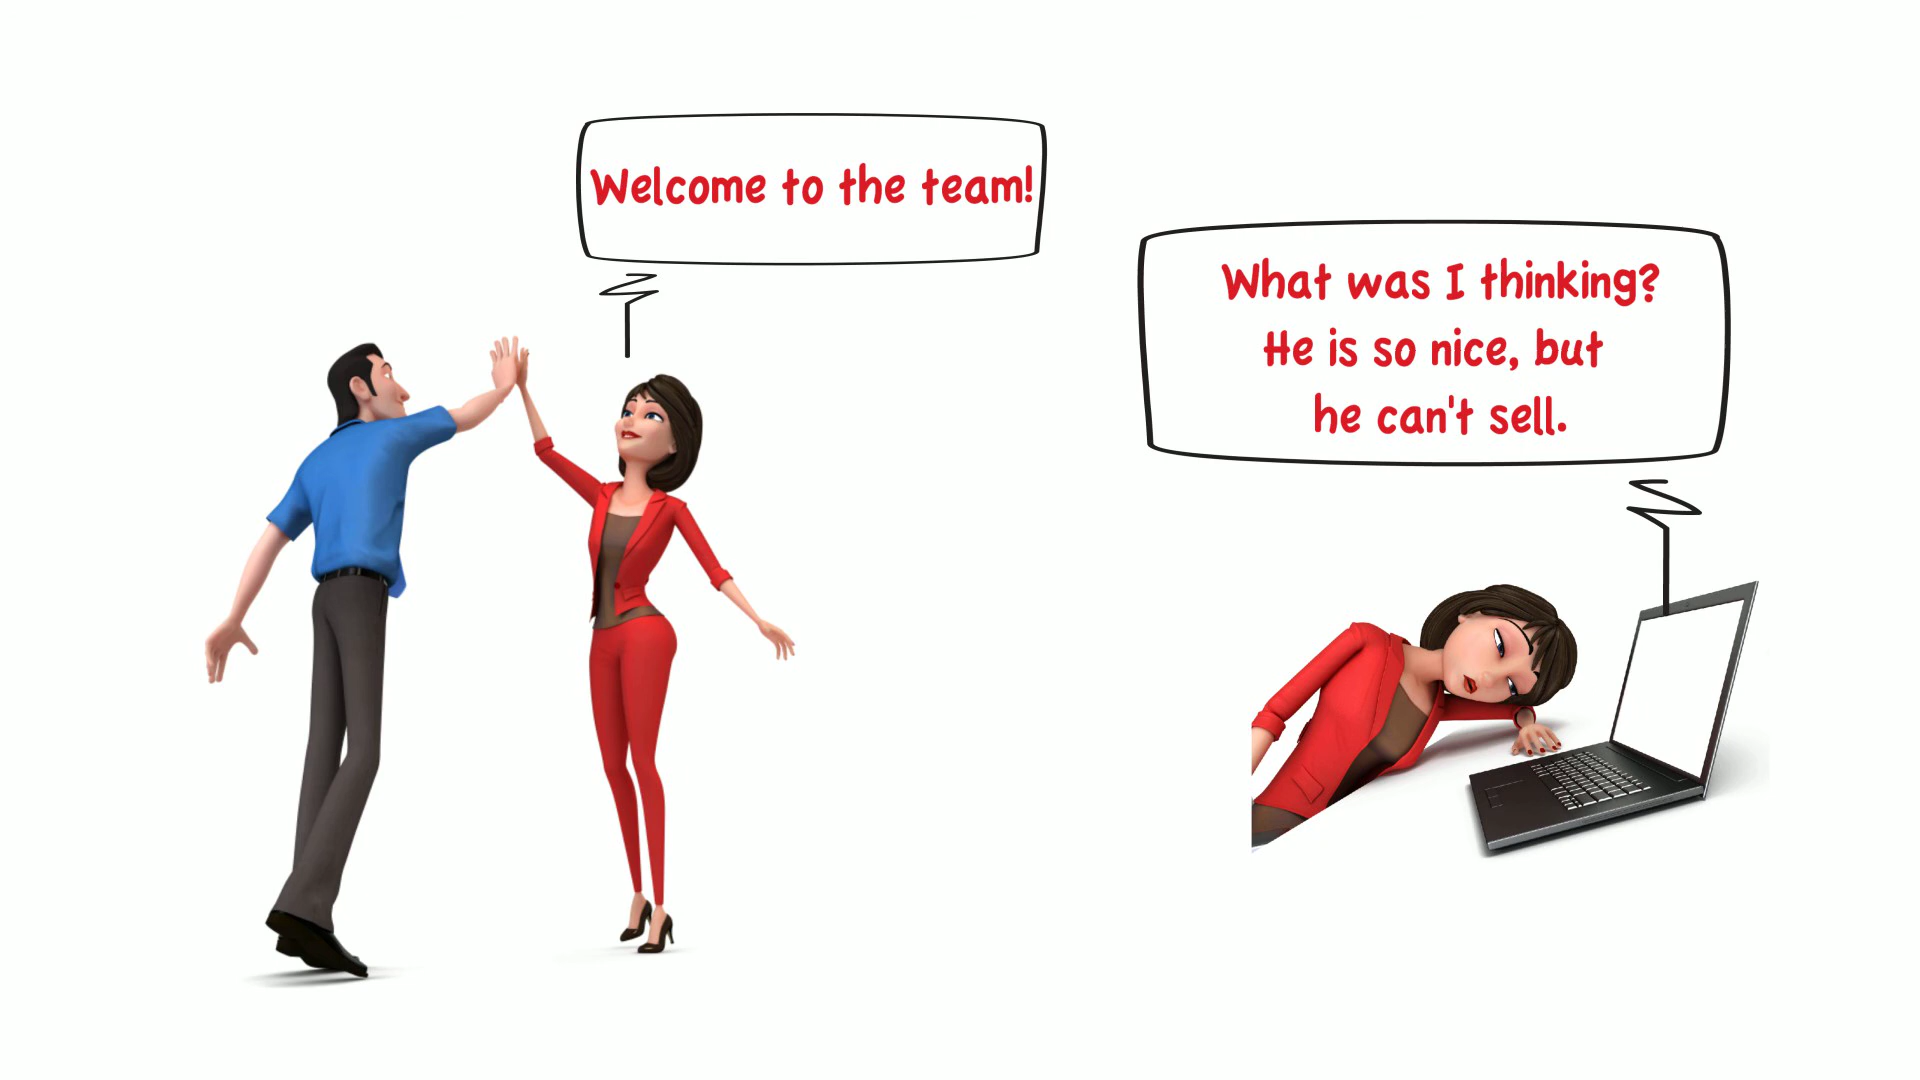 Welcome to the team!
What was I thinking?
He is so nice, but
he can't sell.